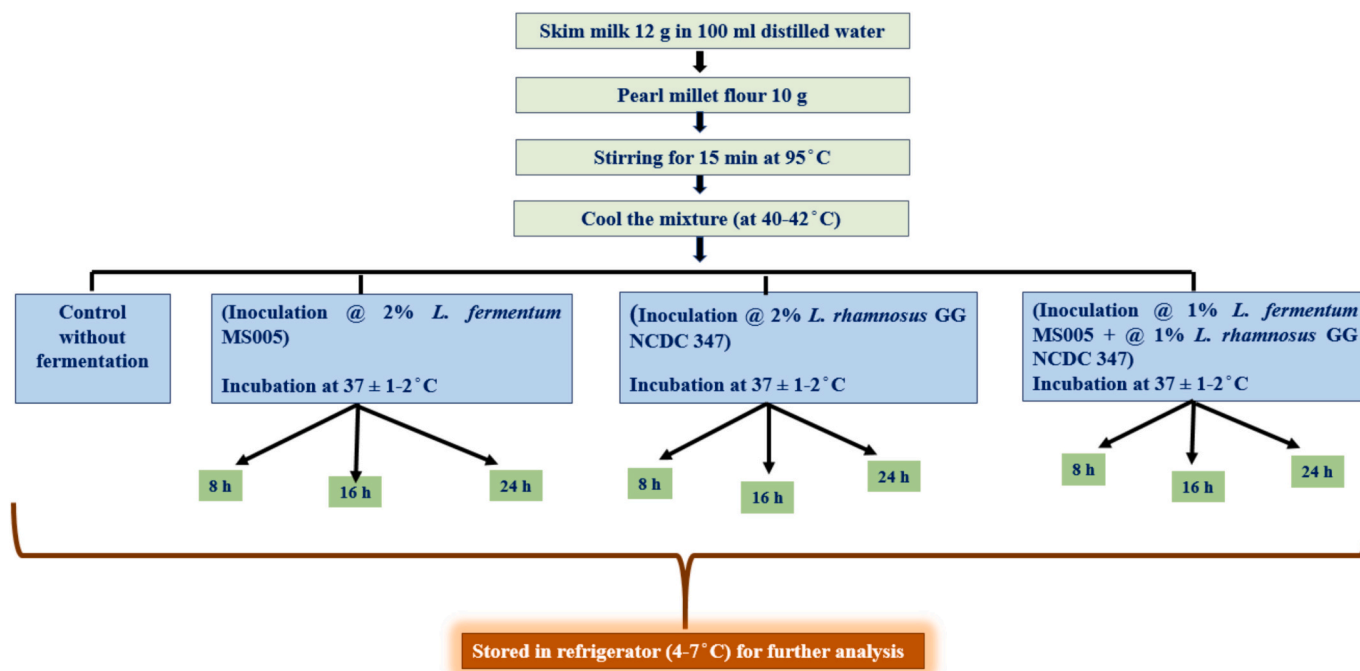 Skim milk 12 g in 100 ml distilled water
Pearl millet flour 10 g
Stirring for 15 min at 95˚C
Cool the mixture (at 40-42˚C)
Control
without
fermentation
(Inoculation @ 2% L. fermentum
MS005)
Incubation at 37 ± 1-2˚C
(Inoculation @ 2% L. rhamnosus GG
NCDC 347)
Incubation at 37 ± 1-2˚C
(Inoculation @ 1% L. fermentum
MS005 + @ 1% L. rhamnosus GG
NCDC 347)
Incubation at 37 ± 1-2˚C
8 h
16 h
24 h
8 h
16 h
24 h
8 h
16 h
24 h
Stored in refrigerator (4-7˚C) for further analysis